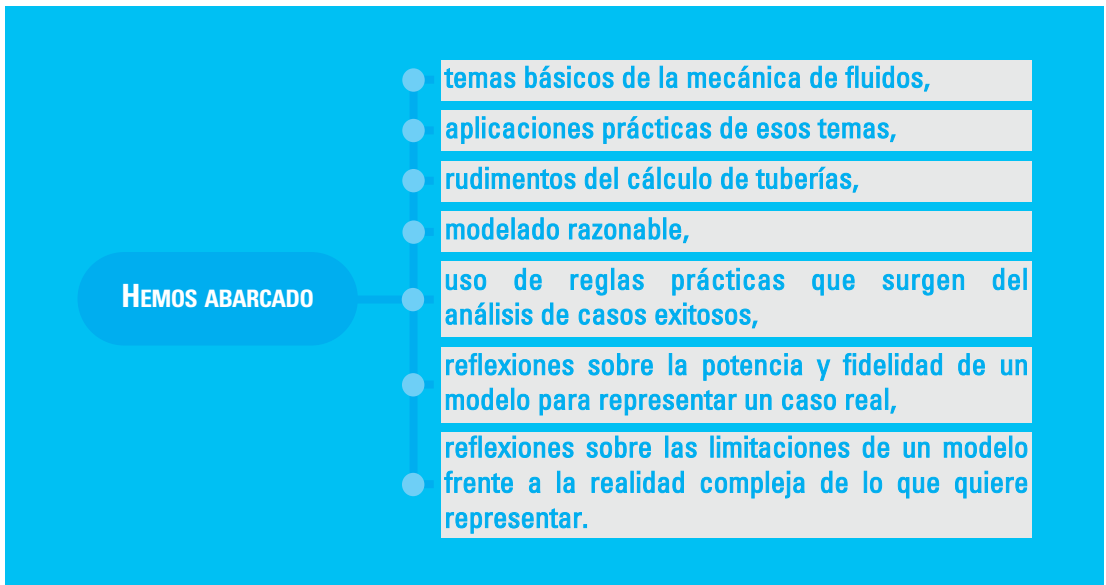 temas básicos de la mecánica de fluidos,
aplicaciones prácticas de esos temas,
rudimentos del cálculo de tuberías,
modelado razonable,
HEMOS ABARCADO
uso de reglas prácticas que surgen del
análisis de casos exitosos,
reflexiones sobre la potencia y fidelidad de un
modelo para representar un caso real,
reflexiones sobre las limitaciones de un modelo
frente a la realidad compleja de lo que quiere
representar.